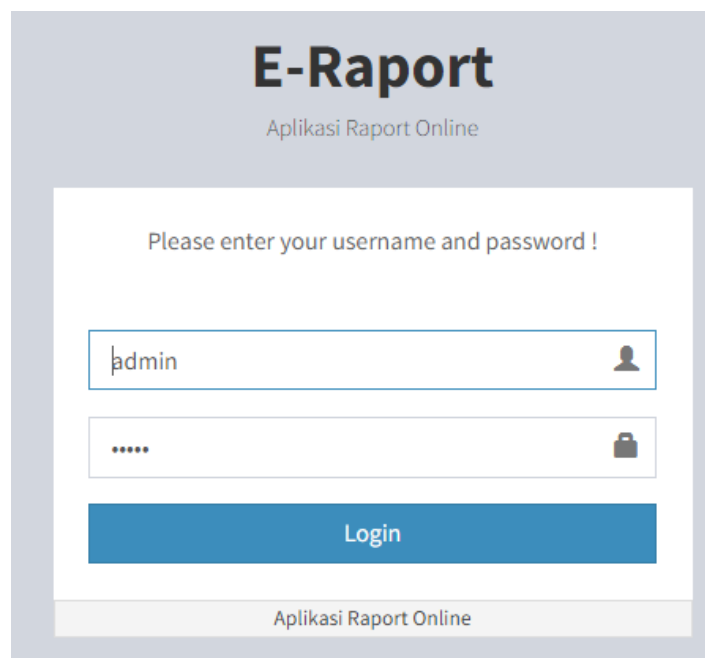 E-Raport
Aplikasi Raport Online
Please enter your username and password !
admin
•••••
Login
Aplikasi Raport Online